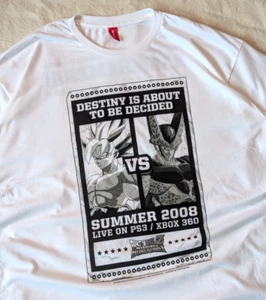 DESTINY IS ABOUT
TO BE DECIDED
VS
SUMMER 2008
LIVE ON PS3 / XBOX 360